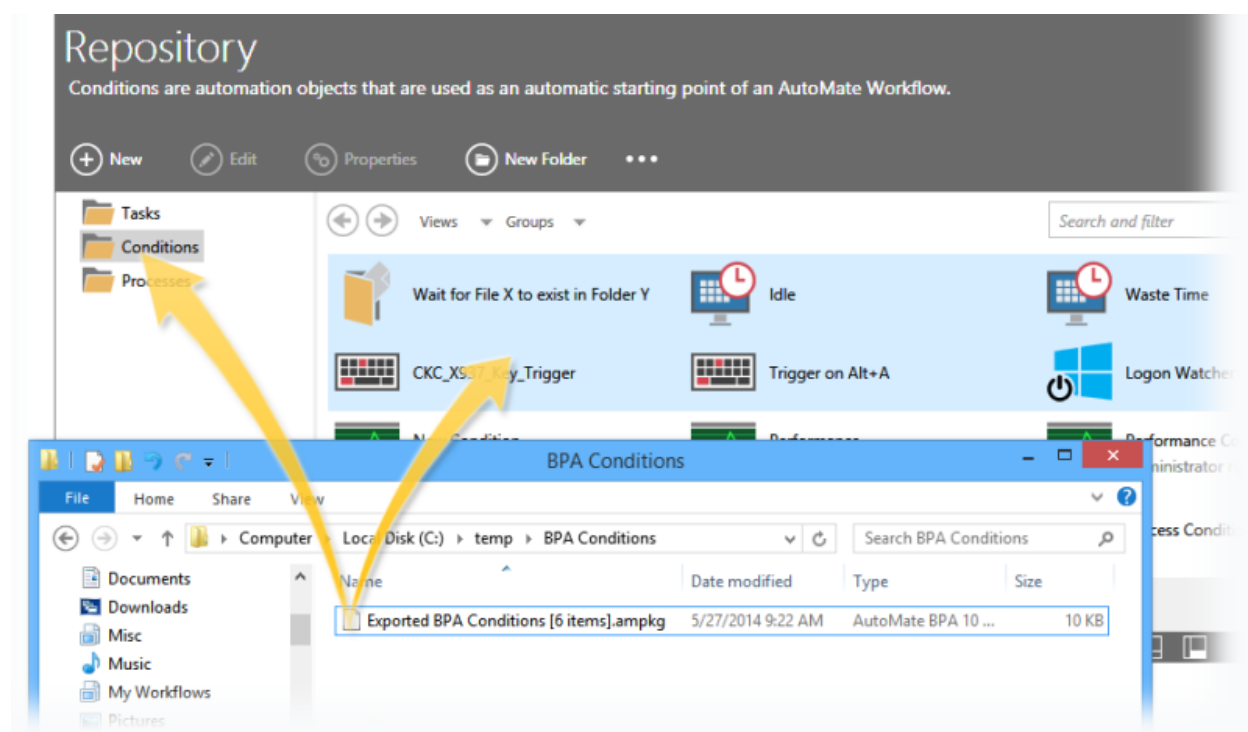 Repository
Conditions are automation objects that are used as an automatic starting point of an AutoMate Workflow.
New Edit Properties New Folder
Tasks
Conditions
Processes
Views Groups Search and filter
Wait for File X to exist in Folder Y Idle Waste Time
CKC_X937_Key_Trigger Trigger on Alt+A Logon Watcher
New Condition Performance Performance
BPA Conditions
File Home Share View
Computer Local Disk (C:) temp BPA Conditions Search BPA Conditions
Documents Name Date modified Type Size
Downloads Exported BPA Conditions [6 items].ampkg 5/27/2014 9:22 AM AutoMate BPA 10 ... 10 KB
Misc
Music
My Workflows
Pictures